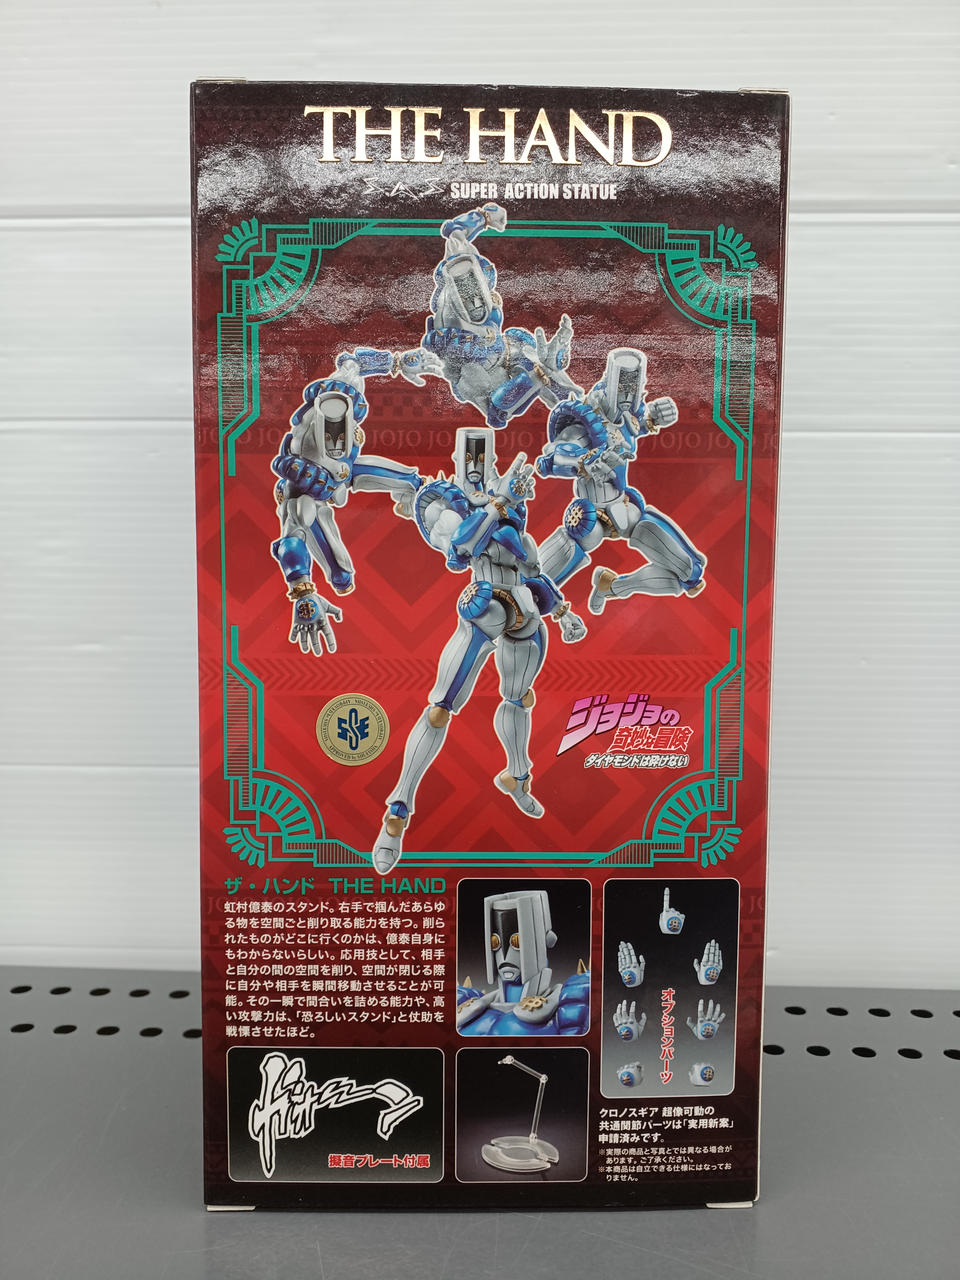 THE HAND
SAS SUPER ACTION STATUE
JOJO JO
JOJO JO
JOJO
SSE
ジョジョの
奇妙な冒険
ダイヤモンドは砕けない
ザ・ハンド THE HAND
虹村億泰のスタンド。右手で掴んだあらゆ
る物を空間ごと削り取る能力を持つ。削ら
れたものがどこに行くのかは、億泰自身に
もわからないらしい。応用技として、相手
と自分の間の空間を削り、空間が閉じる際
に自分や相手を瞬間移動させることが可
能。その一瞬で間合いを詰める能力や、高
い攻撃力は、「恐ろしいスタンド」と仗助を
戦慄させたほど。
オプションパーツ
擬音プレート付属
クロノスギア 超像可動の
共通関節パーツは「実用新案」
申請済みです。
※実際の商品と写真とでは異なる場合が
あります。ご了承ください。
※本商品は自立できる仕様にはなってお
りません。